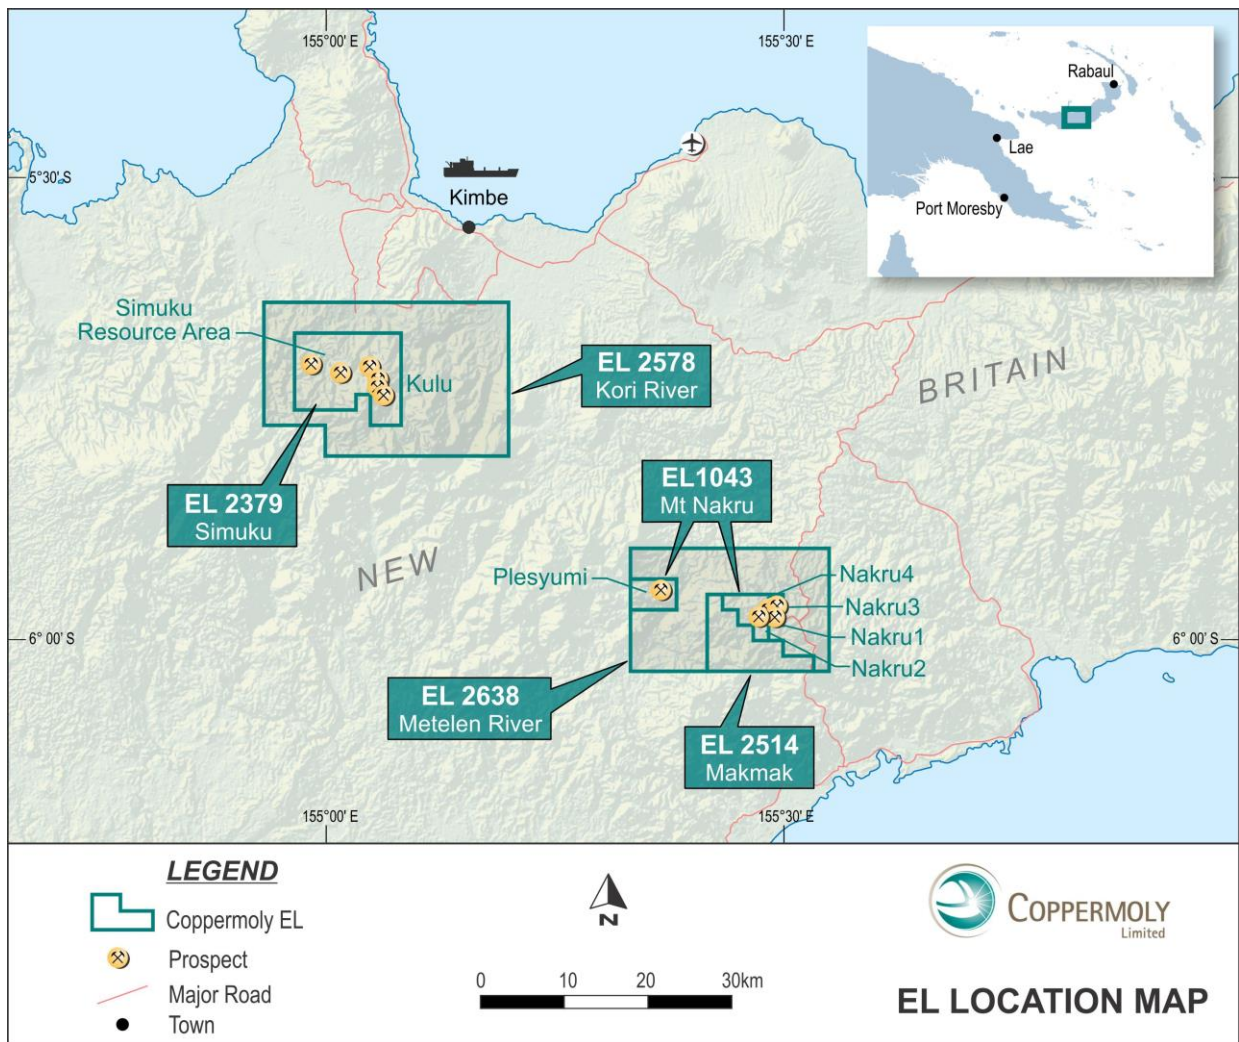 155°00' E
155°30' E
Rabaul
Lae
Port Moresby
5°30' S
5°30' S
Kimbe
Simuku
Resource Area
Kulu
EL 2578
Kori River
BRITAIN
EL 2379
Simuku
NEW
EL1043
Mt Nakru
Plesyumi
Nakru4
Nakru3
Nakru1
Nakru2
6° 00' S
6° 00' S
EL 2638
Metelen River
EL 2514
Makmak
155°00' E
155°30' E
LEGEND
Coppermoly EL
Prospect
Major Road
Town
N
0 10 20 30km
COPPERMOLY
Limited
EL LOCATION MAP